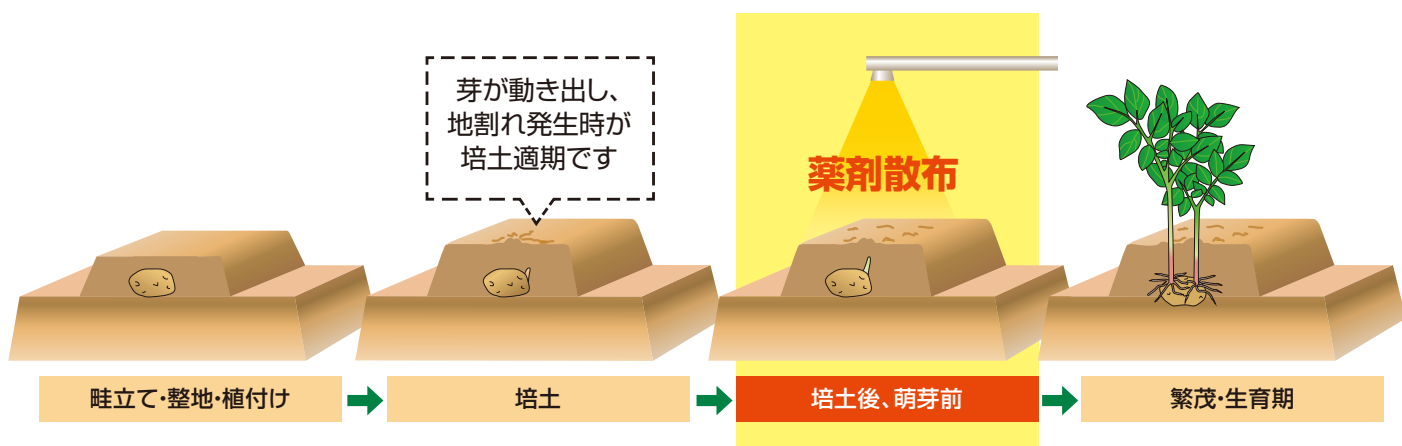 芽が動き出し、
地割れ発生時が
培土適期です
薬剤散布
畦立て・整地・植付け
培土
培土後、萌芽前
繁茂・生育期